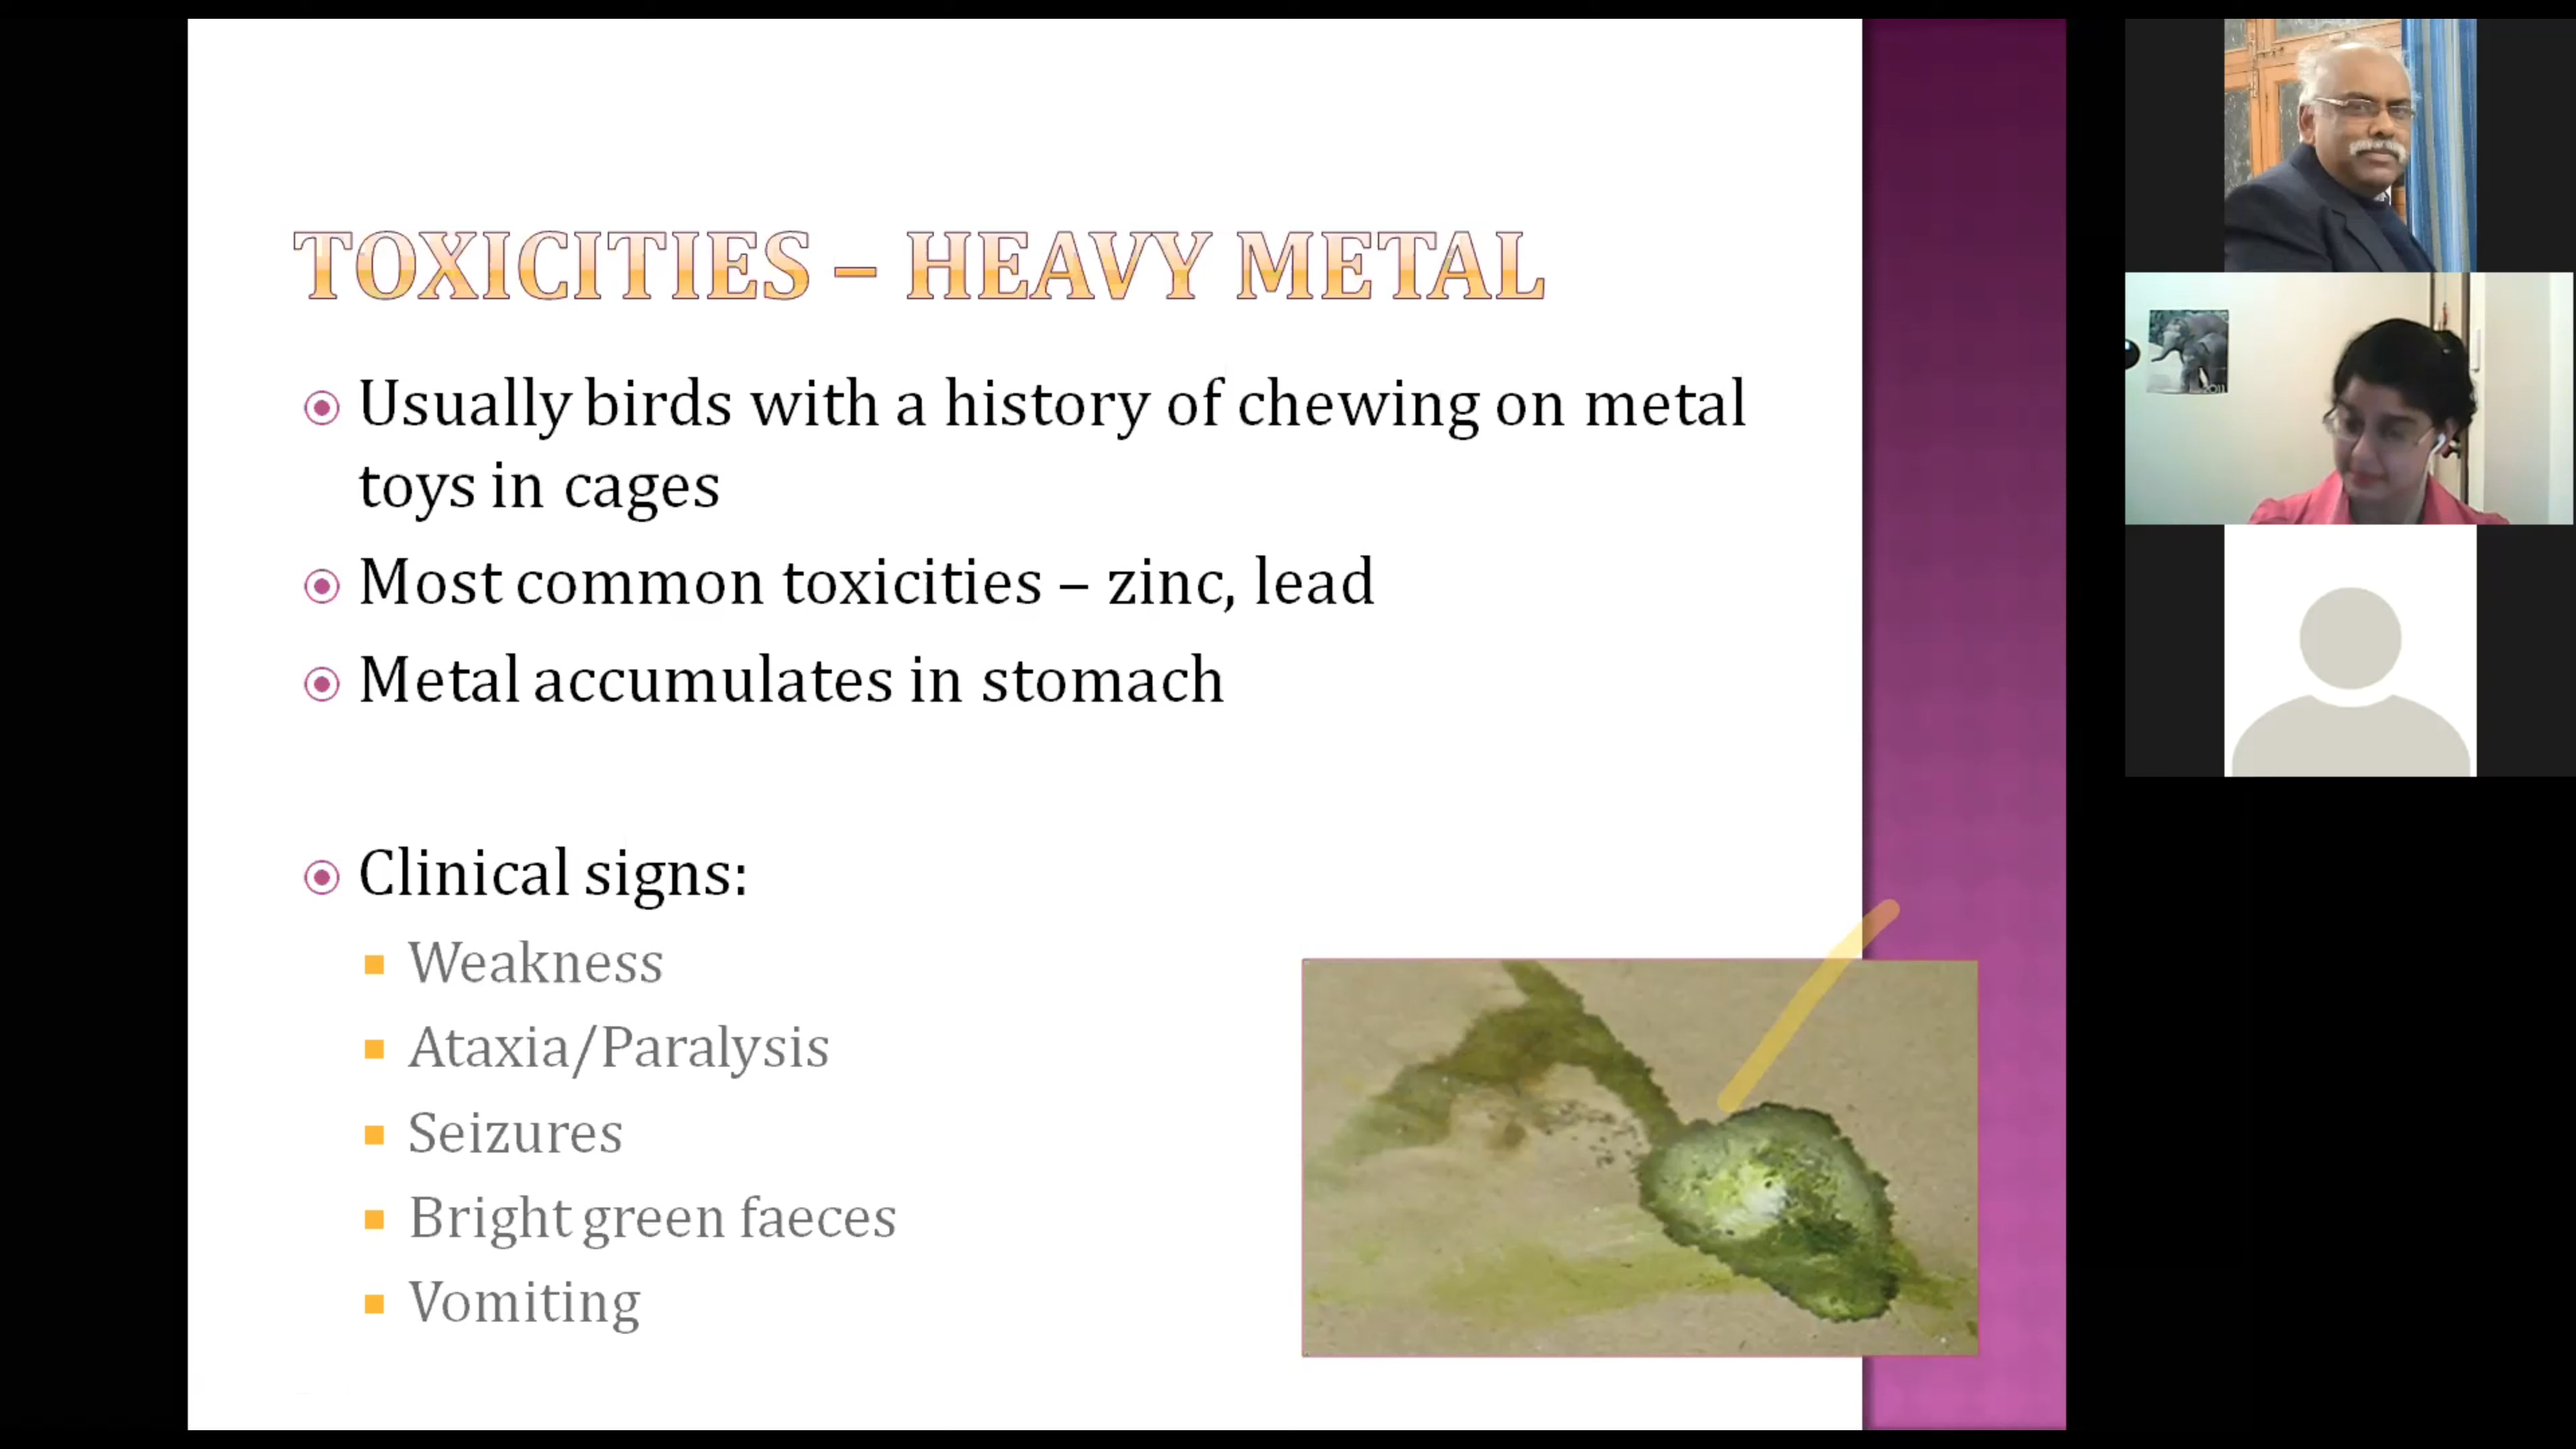 TOXICITIES – HEAVY METAL
Usually birds with a history of chewing on metal
toys in cages
Most common toxicities – zinc, lead
Metal accumulates in stomach
Clinical signs:
Weakness
Ataxia/Paralysis
Seizures
Bright green faeces
Vomiting
2011